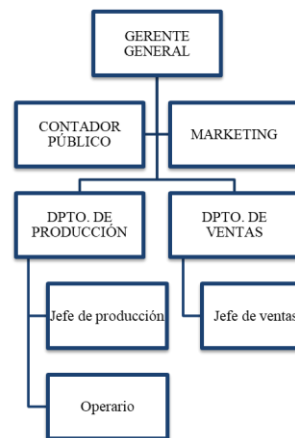 GERENTE
GENERAL
CONTADOR
PÚBLICO
MARKETING
DPTO. DE
PRODUCCIÓN
DPTO. DE
VENTAS
Jefe de producción
Jefe de ventas
Operario